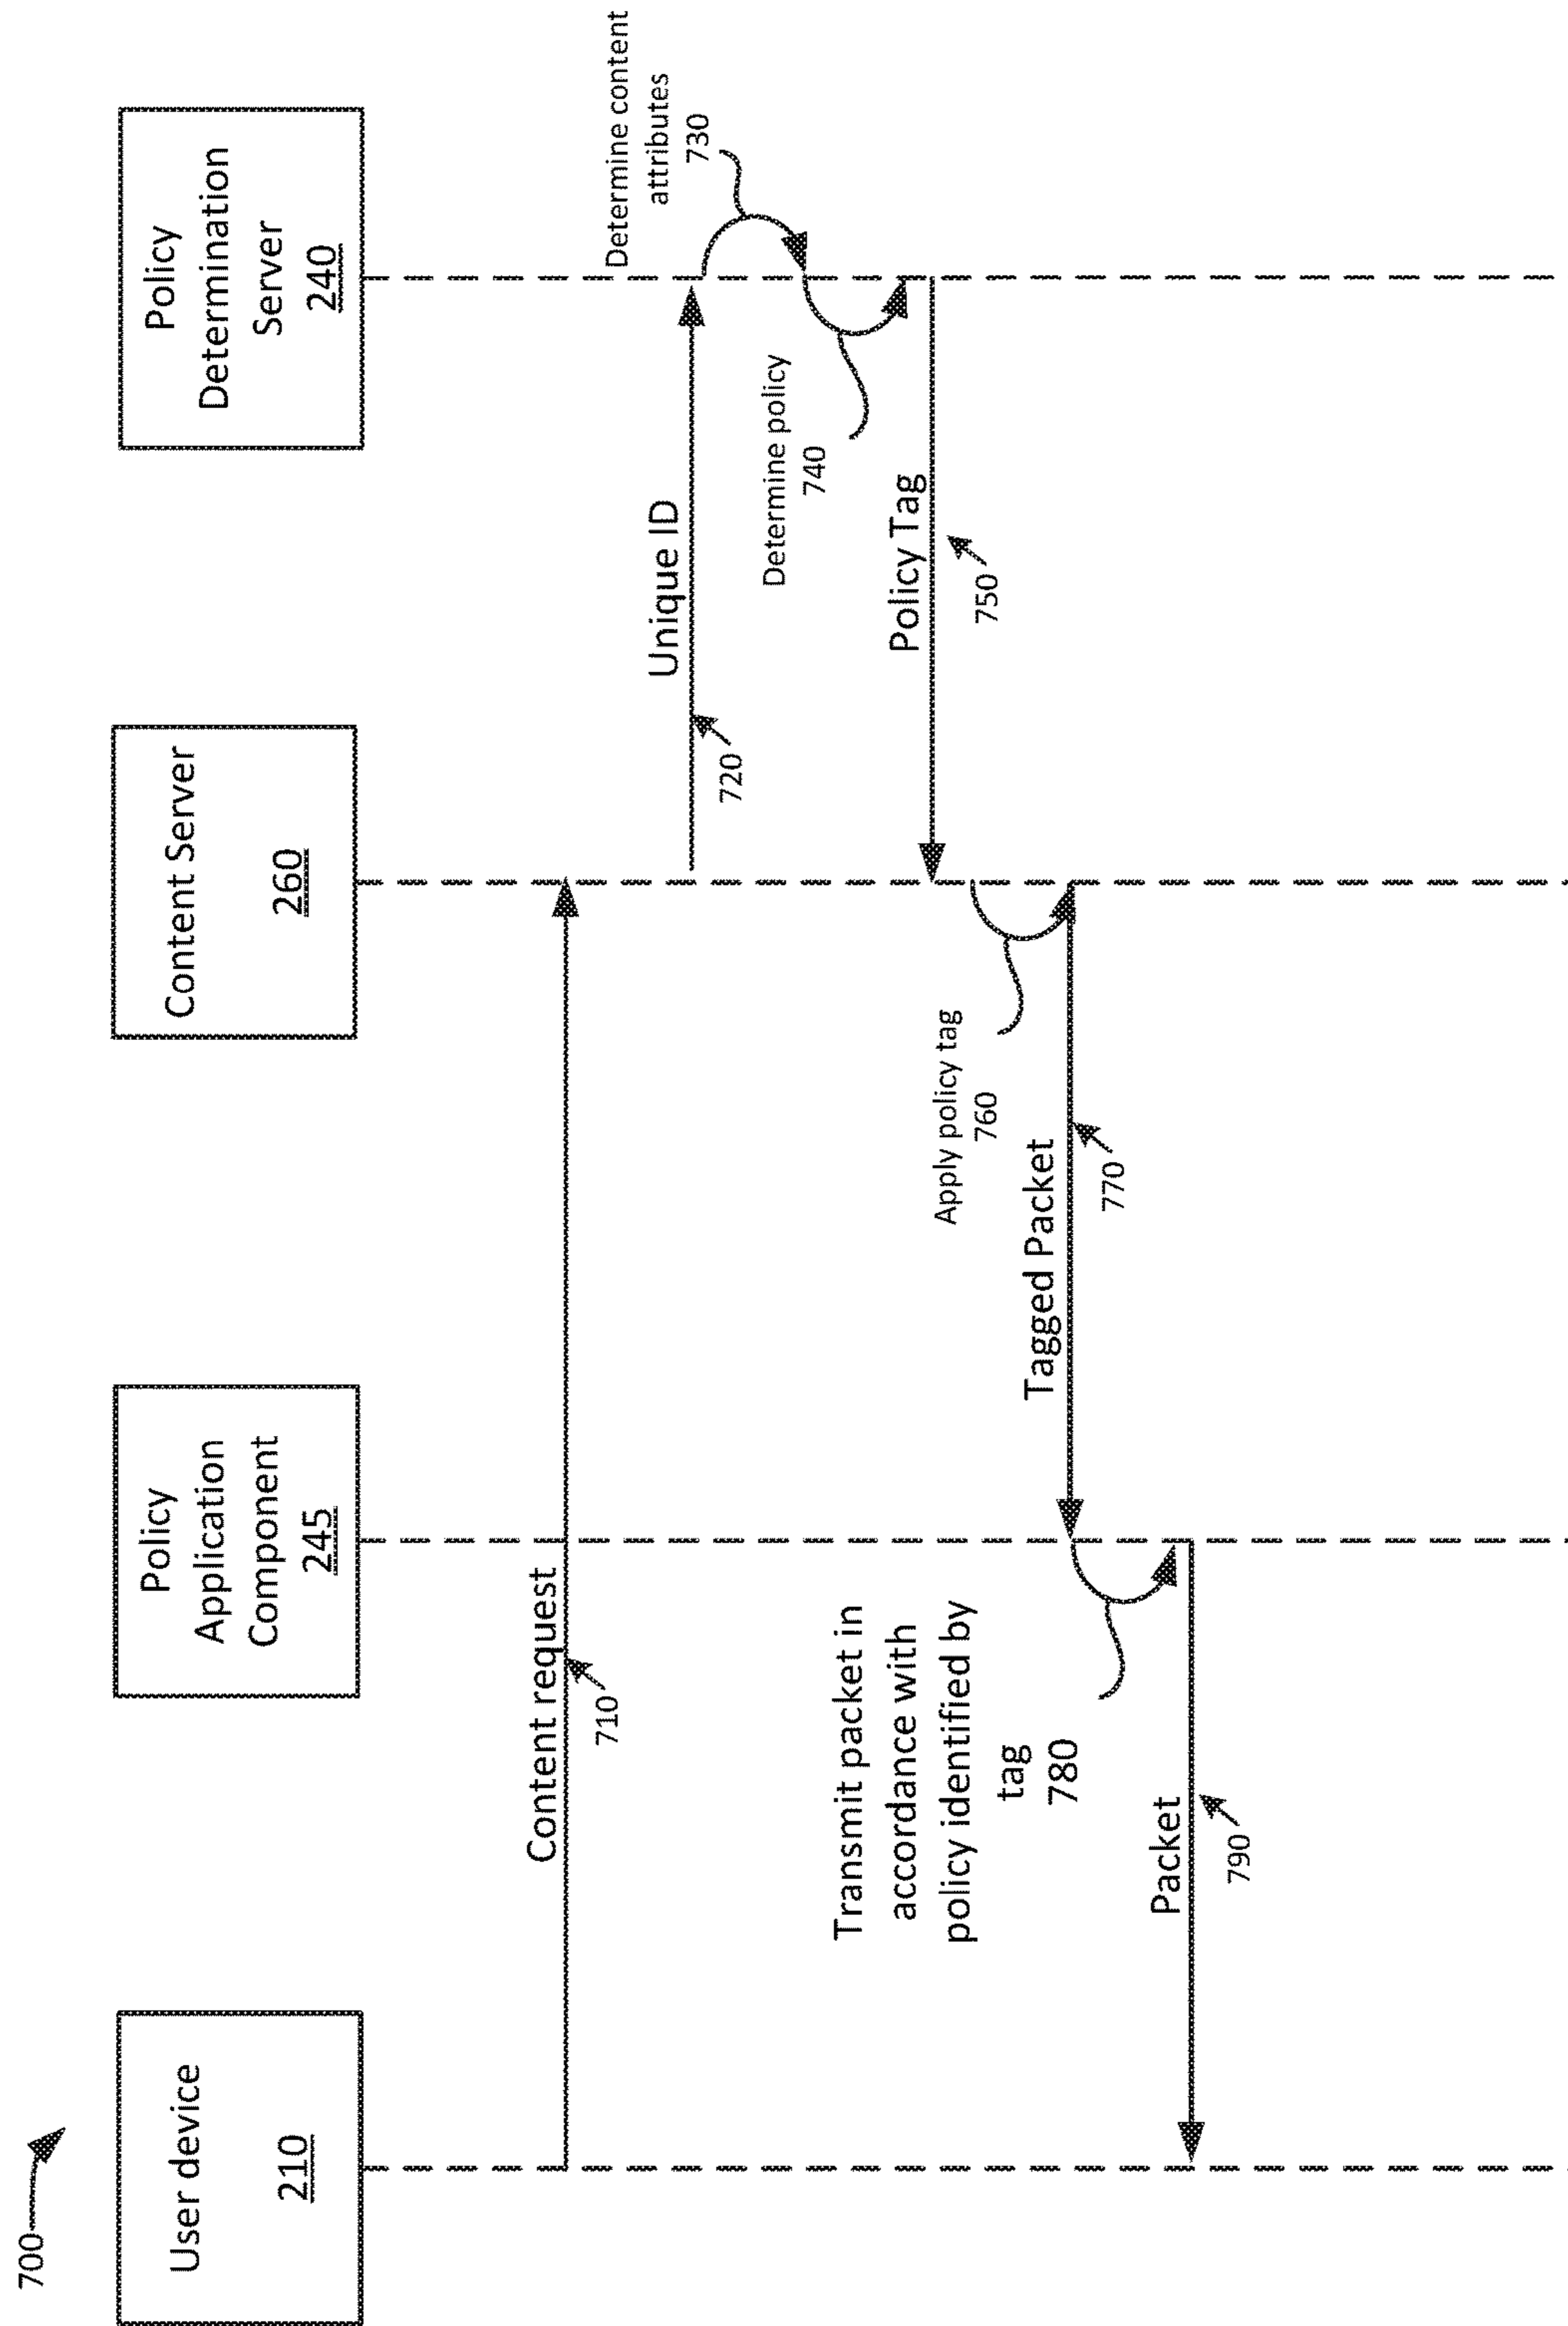 700
User device
210
Policy
Application
Component
245
Content Server
260
Policy
Determination
Server
240
Content request
710
Unique ID
720
Determine content
attributes
730
Determine policy
740
Policy Tag
750
Apply policy tag
760
Tagged Packet
770
Transmit packet in
accordance with
policy identified by
tag
780
Packet
790